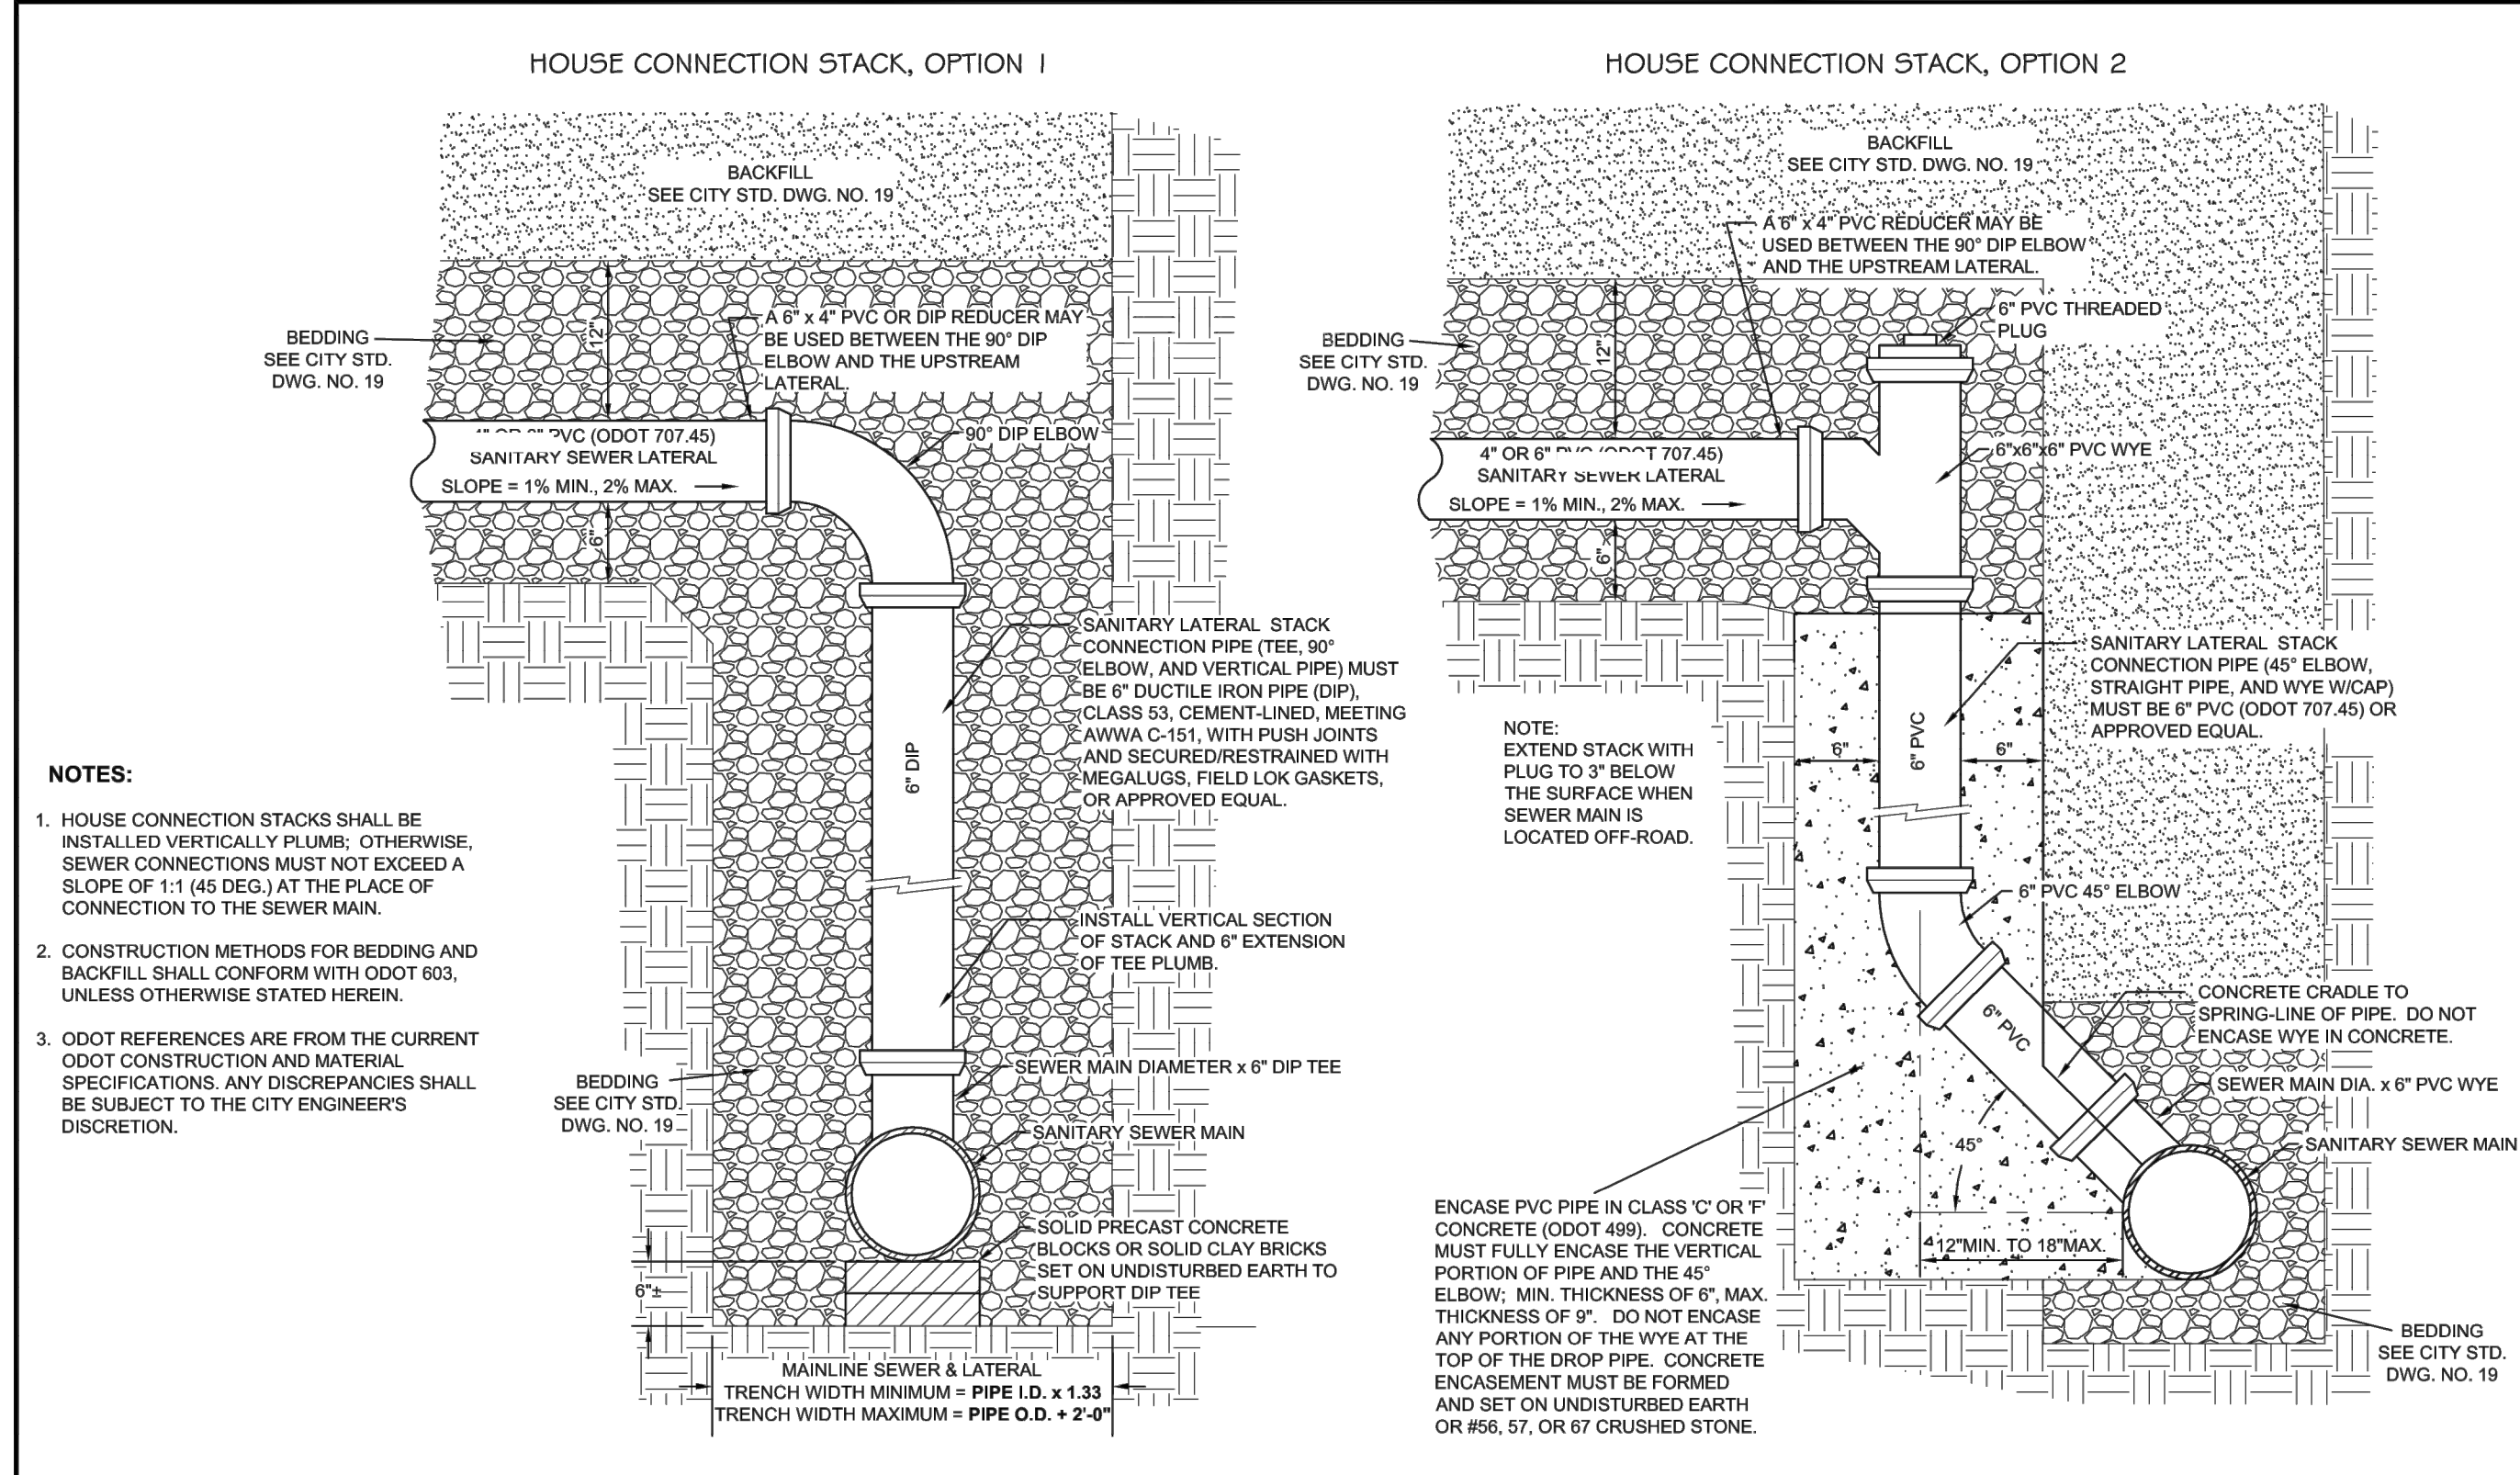 HOUSE CONNECTION STACK, OPTION 1
BACKFILL
SEE CITY STD. DWG. NO. 19
BEDDING
SEE CITY STD.
DWG. NO. 19
12"
A 6" x 4" PVC OR DIP REDUCER MAY
BE USED BETWEEN THE 90° DIP
ELBOW AND THE UPSTREAM
LATERAL.
90° DIP ELBOW
PVC (ODOT 707.45)
SANITARY SEWER LATERAL
SLOPE = 1% MIN., 2% MAX.
6"
SANITARY LATERAL STACK
CONNECTION PIPE (TEE, 90°
ELBOW, AND VERTICAL PIPE) MUST
BE 6" DUCTILE IRON PIPE (DIP),
CLASS 53, CEMENT-LINED, MEETING
AWWA C-151, WITH PUSH JOINTS
AND SECURED/RESTRAINED WITH
MEGALUGS, FIELD LOK GASKETS,
OR APPROVED EQUAL.
6" DIP
INSTALL VERTICAL SECTION
OF STACK AND 6" EXTENSION
OF TEE PLUMB.
BEDDING
SEE CITY STD.
DWG. NO. 19
SEWER MAIN DIAMETER x 6" DIP TEE
SANITARY SEWER MAIN
SOLID PRECAST CONCRETE
BLOCKS OR SOLID CLAY BRICKS
SET ON UNDISTURBED EARTH TO
SUPPORT DIP TEE
6"±
MAINLINE SEWER & LATERAL
TRENCH WIDTH MINIMUM = PIPE I.D. x 1.33
TRENCH WIDTH MAXIMUM = PIPE O.D. + 2'-0"
NOTES:
1. HOUSE CONNECTION STACKS SHALL BE
INSTALLED VERTICALLY PLUMB; OTHERWISE,
SEWER CONNECTIONS MUST NOT EXCEED A
SLOPE OF 1:1 (45 DEG.) AT THE PLACE OF
CONNECTION TO THE SEWER MAIN.
2. CONSTRUCTION METHODS FOR BEDDING AND
BACKFILL SHALL CONFORM WITH ODOT 603,
UNLESS OTHERWISE STATED HEREIN.
3. ODOT REFERENCES ARE FROM THE CURRENT
ODOT CONSTRUCTION AND MATERIAL
SPECIFICATIONS. ANY DISCREPANCIES SHALL
BE SUBJECT TO THE CITY ENGINEER'S
DISCRETION.
HOUSE CONNECTION STACK, OPTION 2
BACKFILL
SEE CITY STD. DWG. NO. 19
A 6" x 4" PVC REDUCER MAY BE
USED BETWEEN THE 90° DIP ELBOW
AND THE UPSTREAM LATERAL.
6" PVC THREADED
PLUG
BEDDING
SEE CITY STD.
DWG. NO. 19
12"
6"x6"x6" PVC WYE
4" OR 6" PVC (ODOT 707.45)
SANITARY SEWER LATERAL
SLOPE = 1% MIN., 2% MAX.
6"
SANITARY LATERAL STACK
CONNECTION PIPE (45° ELBOW,
STRAIGHT PIPE, AND WYE W/CAP)
MUST BE 6" PVC (ODOT 707.45) OR
APPROVED EQUAL.
NOTE:
EXTEND STACK WITH
PLUG TO 3" BELOW
THE SURFACE WHEN
SEWER MAIN IS
LOCATED OFF-ROAD.
6"
6" PVC
6"
6" PVC 45° ELBOW
6" PVC
CONCRETE CRADLE TO
SPRING-LINE OF PIPE. DO NOT
ENCASE WYE IN CONCRETE.
SEWER MAIN DIA. x 6" PVC WYE
45°
SANITARY SEWER MAIN
12"MIN. TO 18"MAX.
ENCASE PVC PIPE IN CLASS 'C' OR 'F'
CONCRETE (ODOT 499). CONCRETE
MUST FULLY ENCASE THE VERTICAL
PORTION OF PIPE AND THE 45°
ELBOW; MIN. THICKNESS OF 6", MAX.
THICKNESS OF 9". DO NOT ENCASE
ANY PORTION OF THE WYE AT THE
TOP OF THE DROP PIPE. CONCRETE
ENCASEMENT MUST BE FORMED
AND SET ON UNDISTURBED EARTH
OR #56, 57, OR 67 CRUSHED STONE.
BEDDING
SEE CITY STD.
DWG. NO. 19